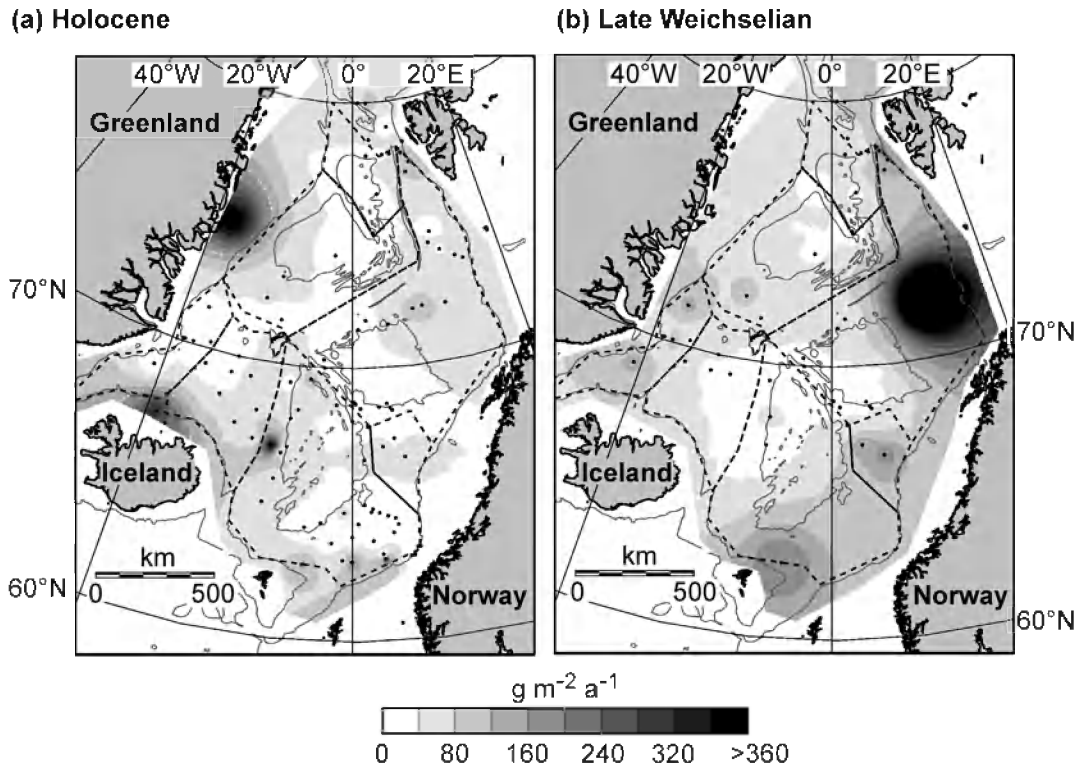 (a) Holocene
(b) Late Weichselian
40°W 20°W 0° 20°E
Greenland
70°N
Iceland
km
0 500
60°N
Norway
40°W 20°W 0° 20°E
Greenland
70°N
Iceland
km
0 500
Norway
60°N
g m⁻² a⁻¹
0 80 160 240 320 >360